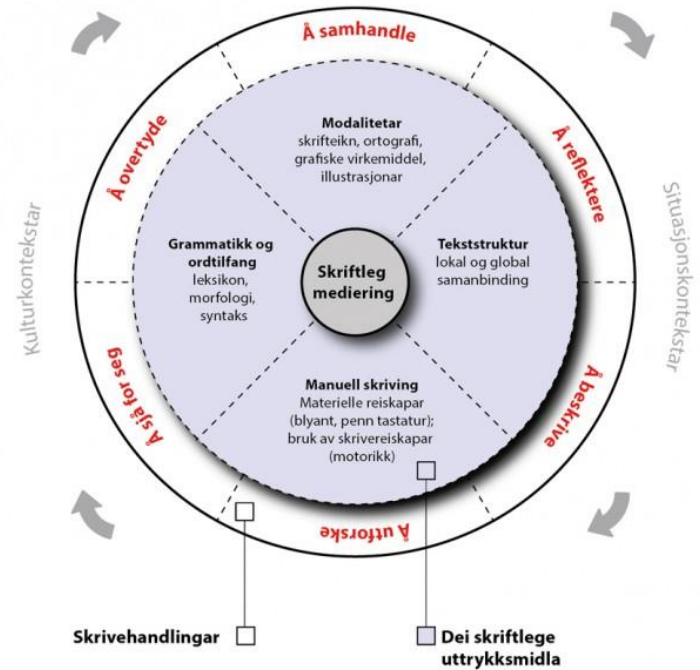 Å samhandle
Å overtyde
Å reflektere
Modalitetar
skrifteikn, ortografi,
grafiske virkemiddel,
illustrasjonar
Kulturkontekstar
Situasjonskontekstar
Grammatikk og
ordtilfang
leksikon,
morfologi,
syntaks
Skriftleg
mediering
Tekststruktur
lokal og global
samanbinding
Å sjå for seg
Å beskrive
Manuell skriving
Materielle reiskapar
(blyant, penn tastatur);
bruk av skrivereiskapar
(motorikk)
Å utforske
Skrivehandlingar
Dei skriftlege
uttrykksmidla